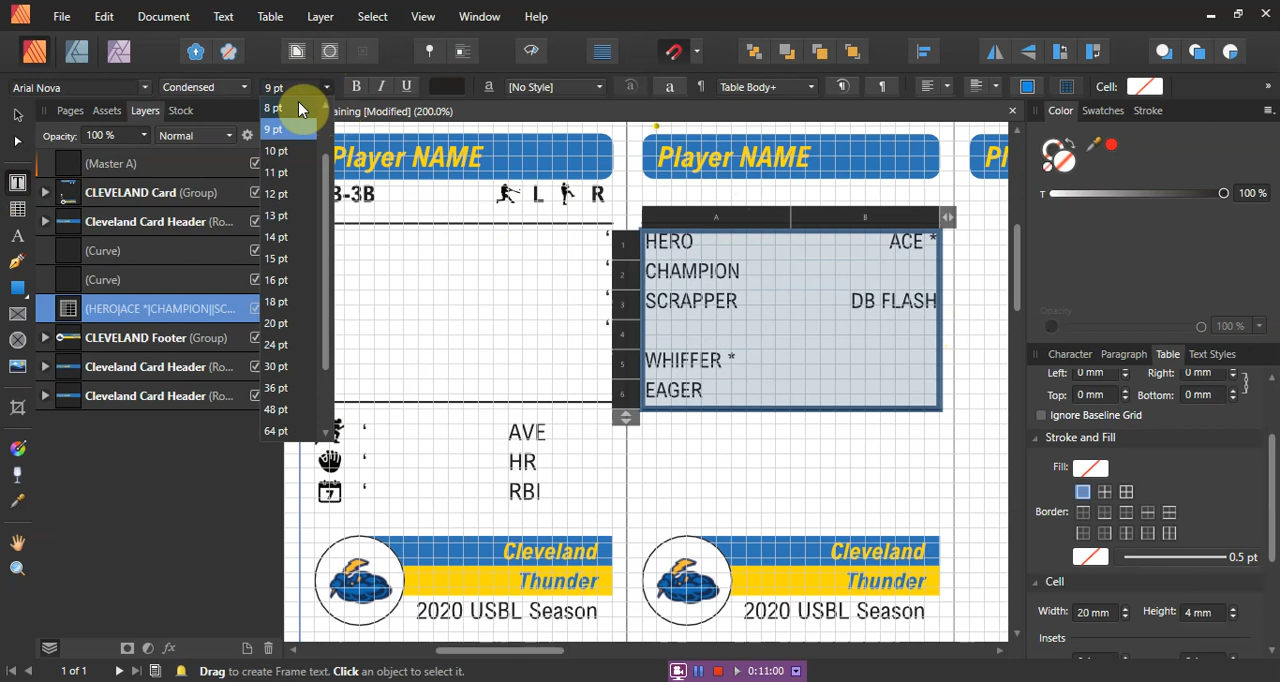 File Edit Document Text Table Layer Select View Window Help
Arial Nova Condensed 9 pt B I U a [No Style] a a ¶ Table Body+ ¶ Cell: »
Pages Assets Layers Stock
aining [Modified] (200.0%)
Color Swatches Stroke
Opacity: 100 % Normal
(Master A)
CLEVELAND Card (Group)
Cleveland Card Header (Ro...
(Curve)
(Curve)
(HERO|ACE *|CHAMPION||SC...
CLEVELAND Footer (Group)
Cleveland Card Header (Ro...
Cleveland Card Header (Ro...
8 pt
9 pt
10 pt
11 pt
12 pt
13 pt
14 pt
15 pt
16 pt
18 pt
20 pt
24 pt
30 pt
36 pt
48 pt
64 pt
Player NAME
Player NAME
Pl
B-3B L R
A B
1 HERO ACE *
2 CHAMPION
3 SCRAPPER DB FLASH
4
5 WHIFFER *
6 EAGER
AVE
HR
7 RBI
Cleveland
Thunder
2020 USBL Season
Cleveland
Thunder
2020 USBL Season
T 100 %
Opacity
100 %
Character Paragraph Table Text Styles
Left: 0 mm Right: 0 mm
Top: 0 mm Bottom: 0 mm
Ignore Baseline Grid
Stroke and Fill
Fill:
Border:
0.5 pt
Cell
Width: 20 mm Height: 4 mm
Insets
1 of 1 Drag to create Frame text. Click an object to select it.
0:11:00